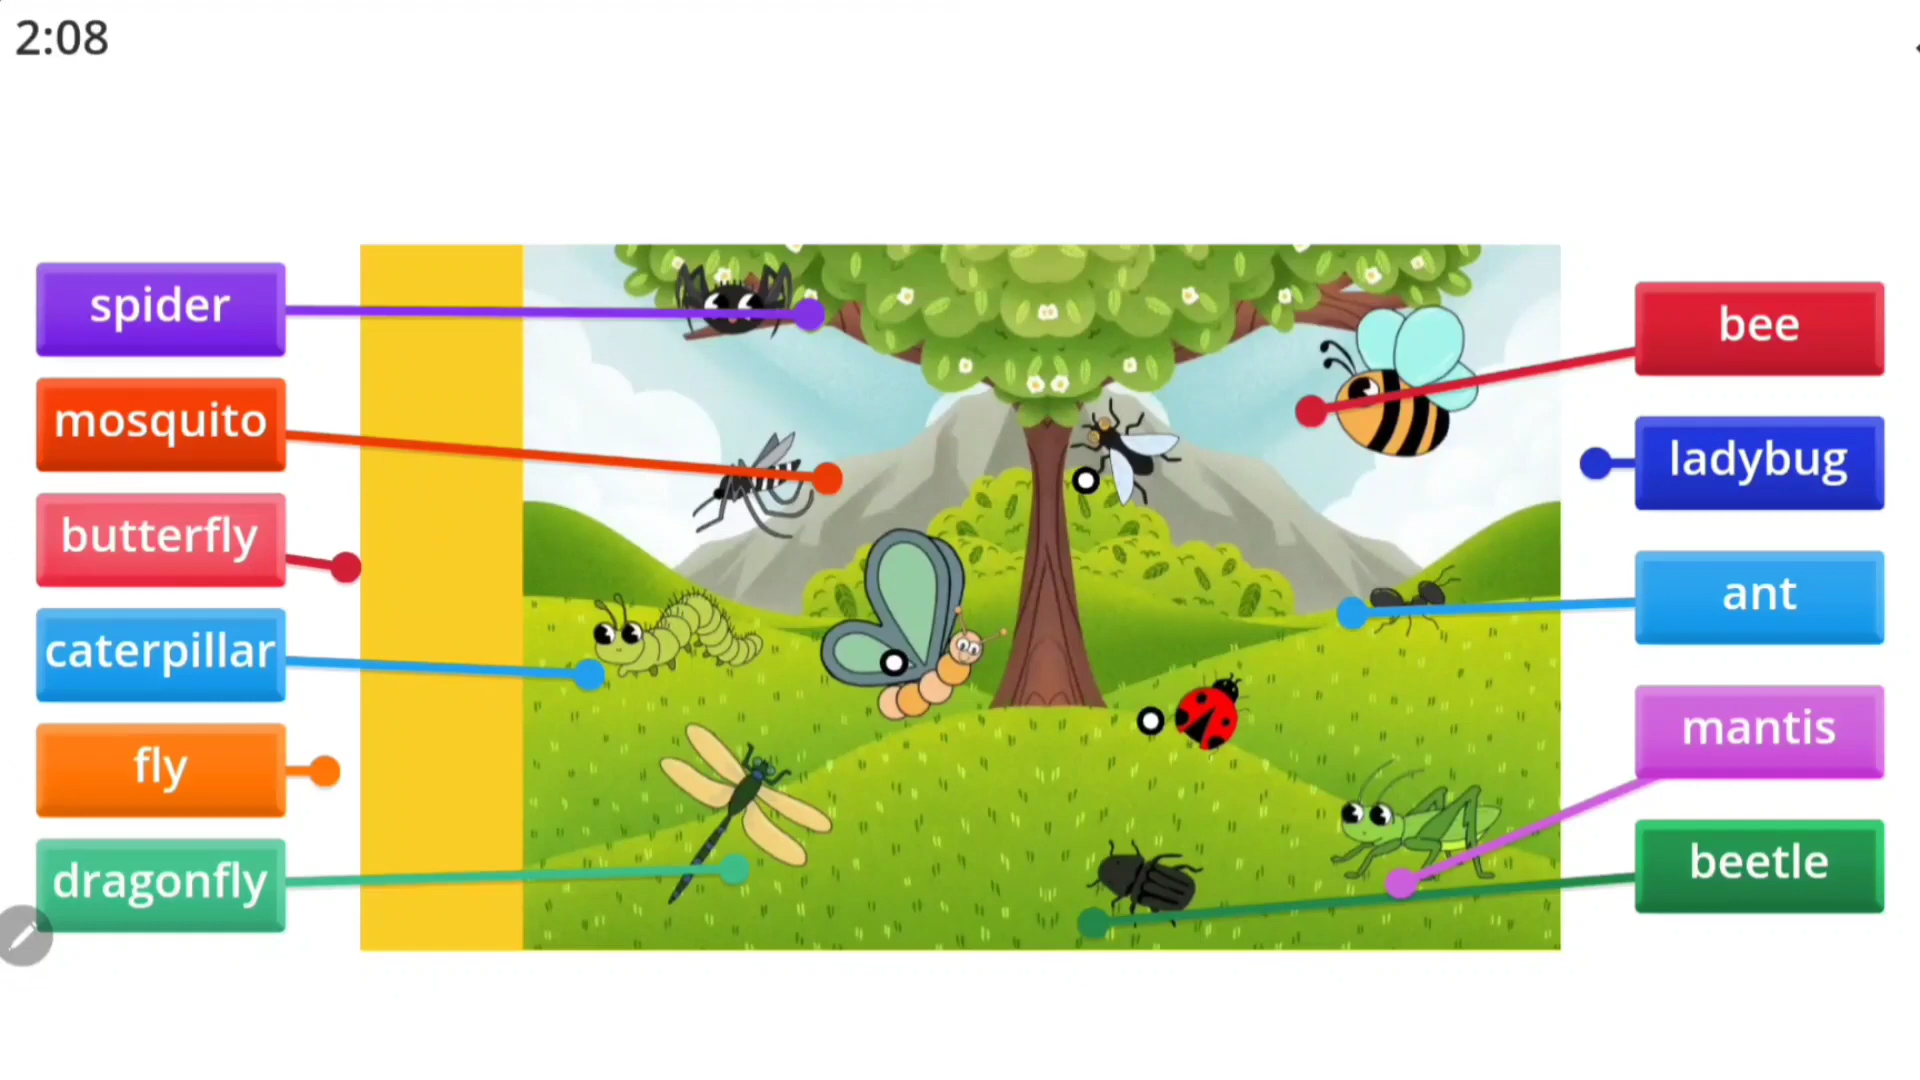 2:08
spider
mosquito
butterfly
caterpillar
fly
dragonfly
bee
ladybug
ant
mantis
beetle